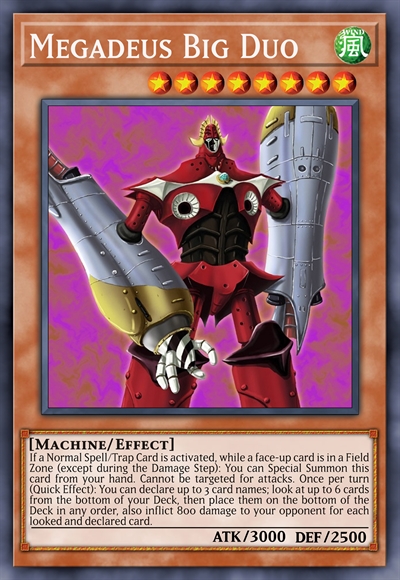 MEGADEUS BIG DUO
WIND
風
[MACHINE/EFFECT]
If a Normal Spell/Trap Card is activated, while a face-up card is in a Field
Zone (except during the Damage Step): You can Special Summon this
card from your hand. Cannot be targeted for attacks. Once per turn
(Quick Effect): You can declare up to 3 card names; look at up to 6 cards
from the bottom of your Deck, then place them on the bottom of the
Deck in any order, also inflict 800 damage to your opponent for each
looked and declared card.
ATK/3000 DEF/2500